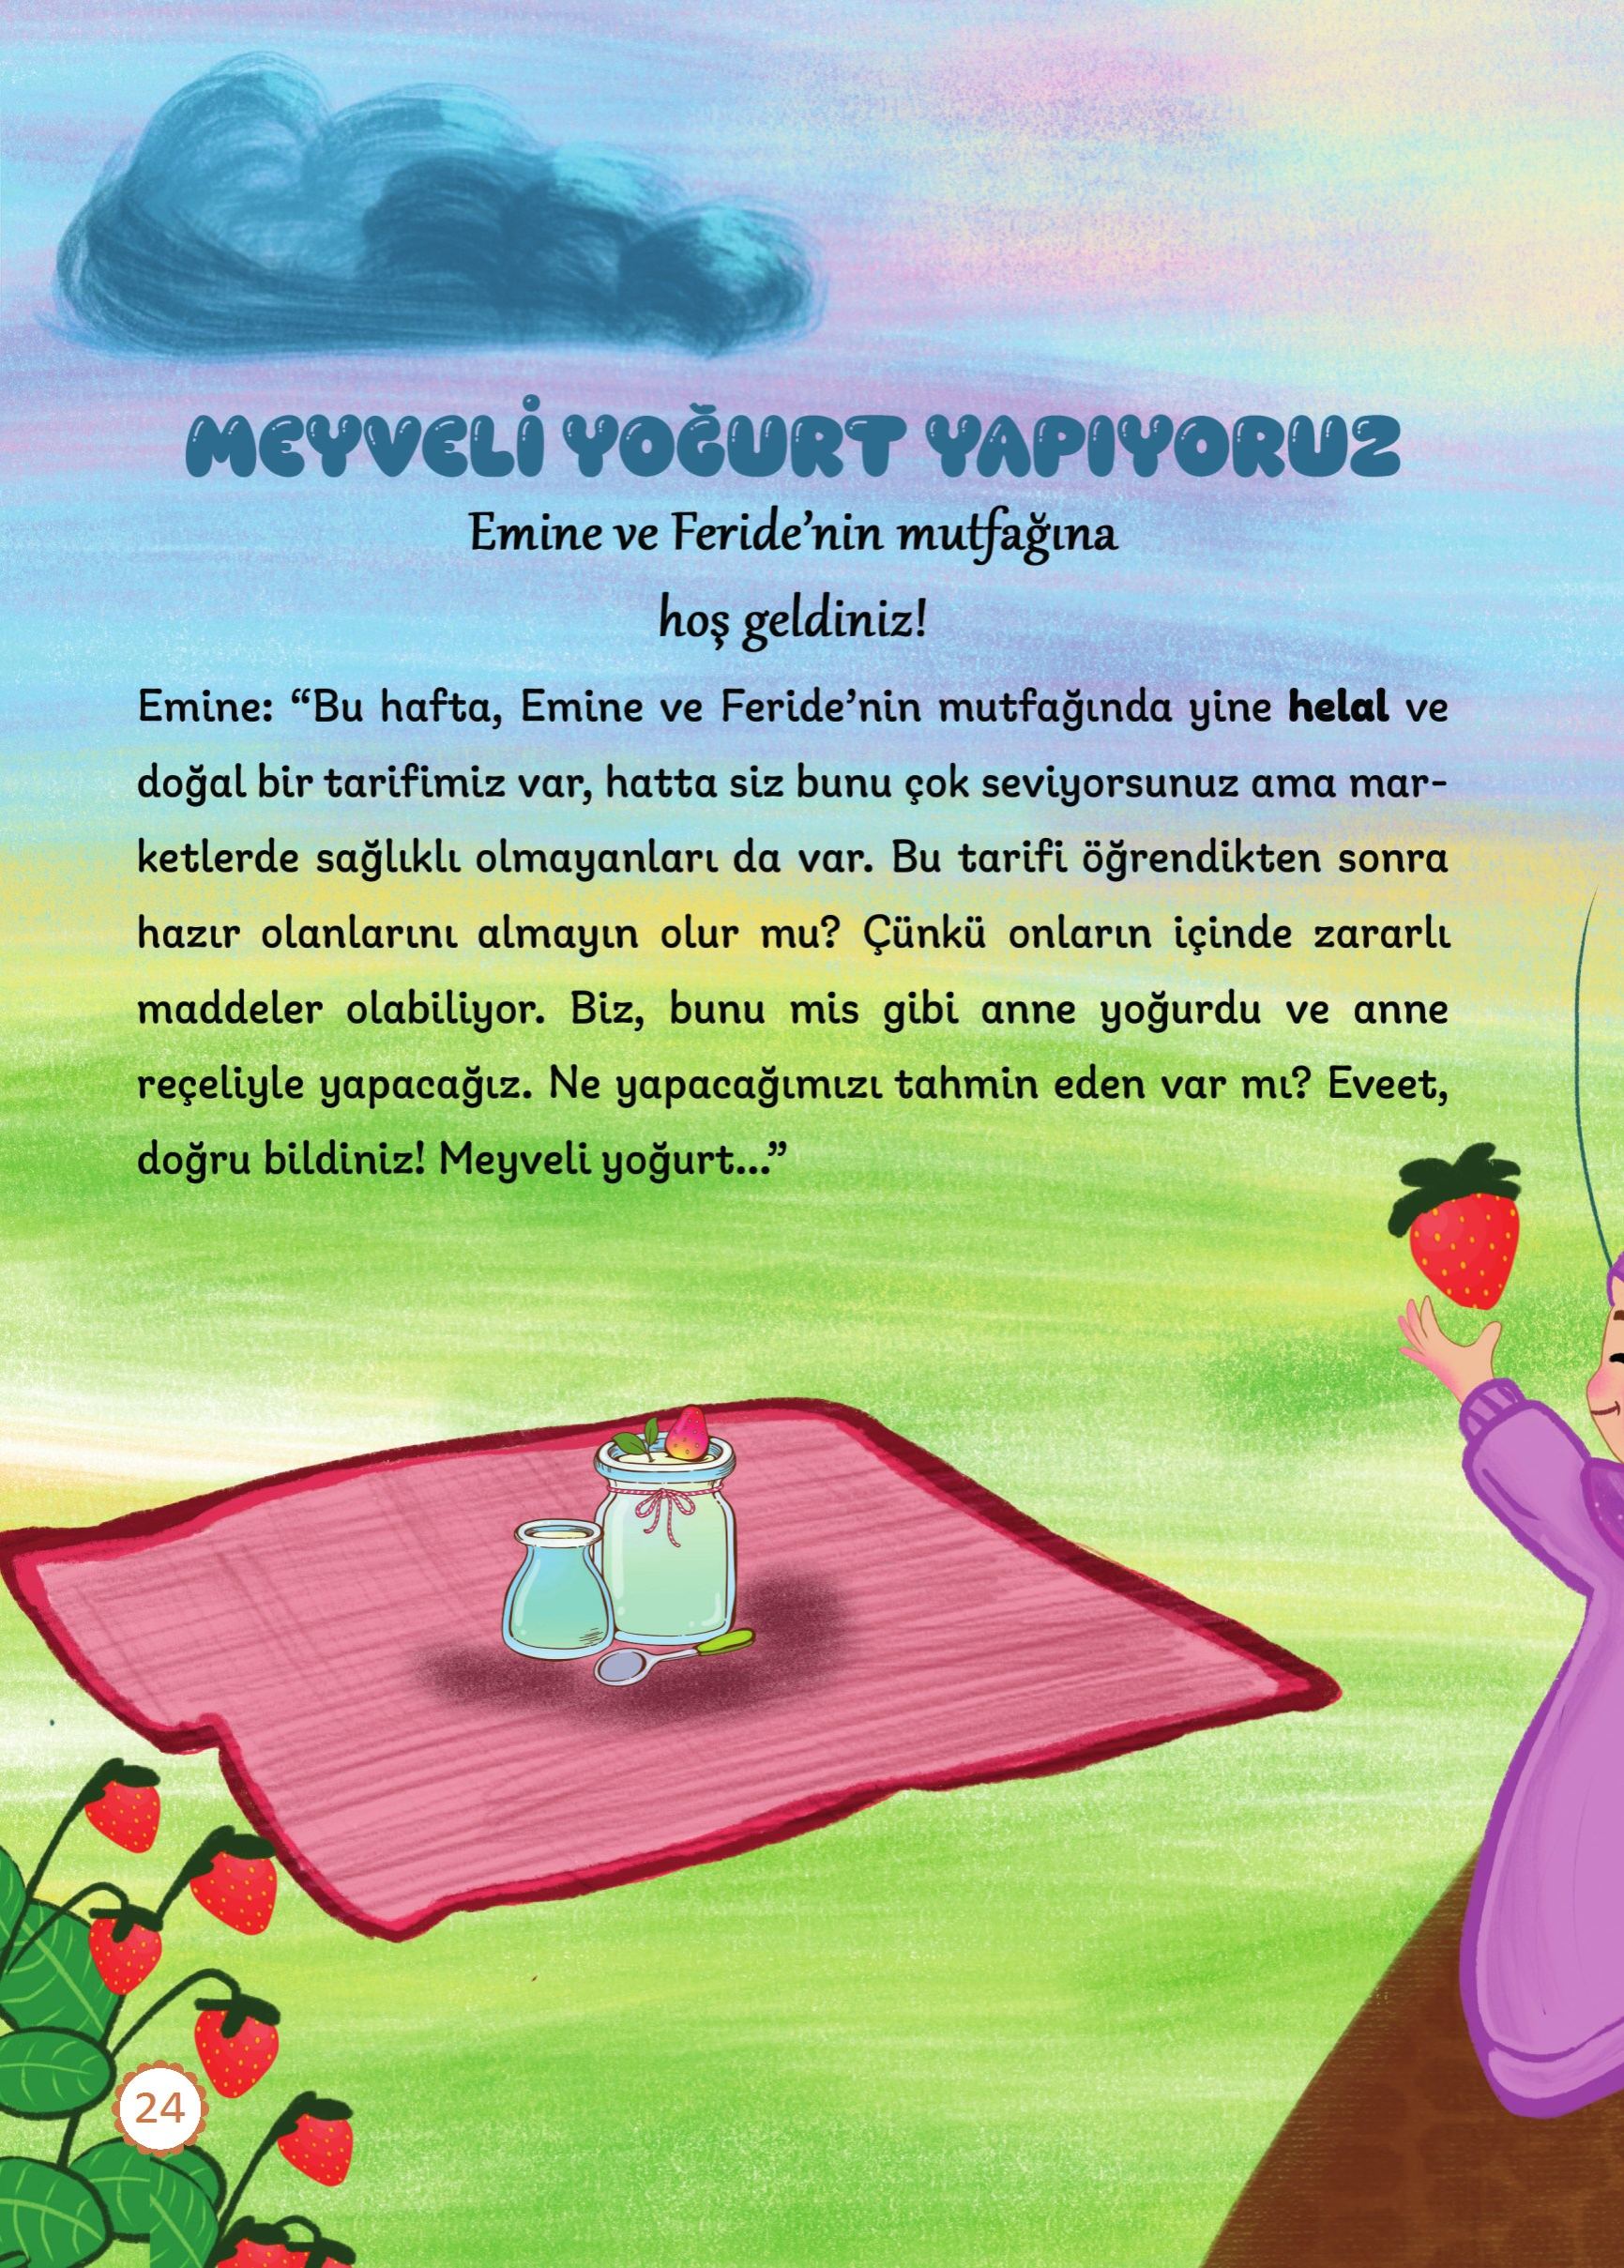 MEYVELİ YOĞURT YAPIYORUZ
Emine ve Feride’nin mutfağına
hoş geldiniz!
Emine: “Bu hafta, Emine ve Feride’nin mutfağında yine helal ve
doğal bir tarifimiz var, hatta siz bunu çok seviyorsunuz ama mar-
ketlerde sağlıklı olmayanları da var. Bu tarifi öğrendikten sonra
hazır olanlarını almayın olur mu? Çünkü onların içinde zararlı
maddeler olabiliyor. Biz, bunu mis gibi anne yoğurdu ve anne
reçeliyle yapacağız. Ne yapacağımızı tahmin eden var mı? Eveet,
doğru bildiniz! Meyveli yoğurt...”
24